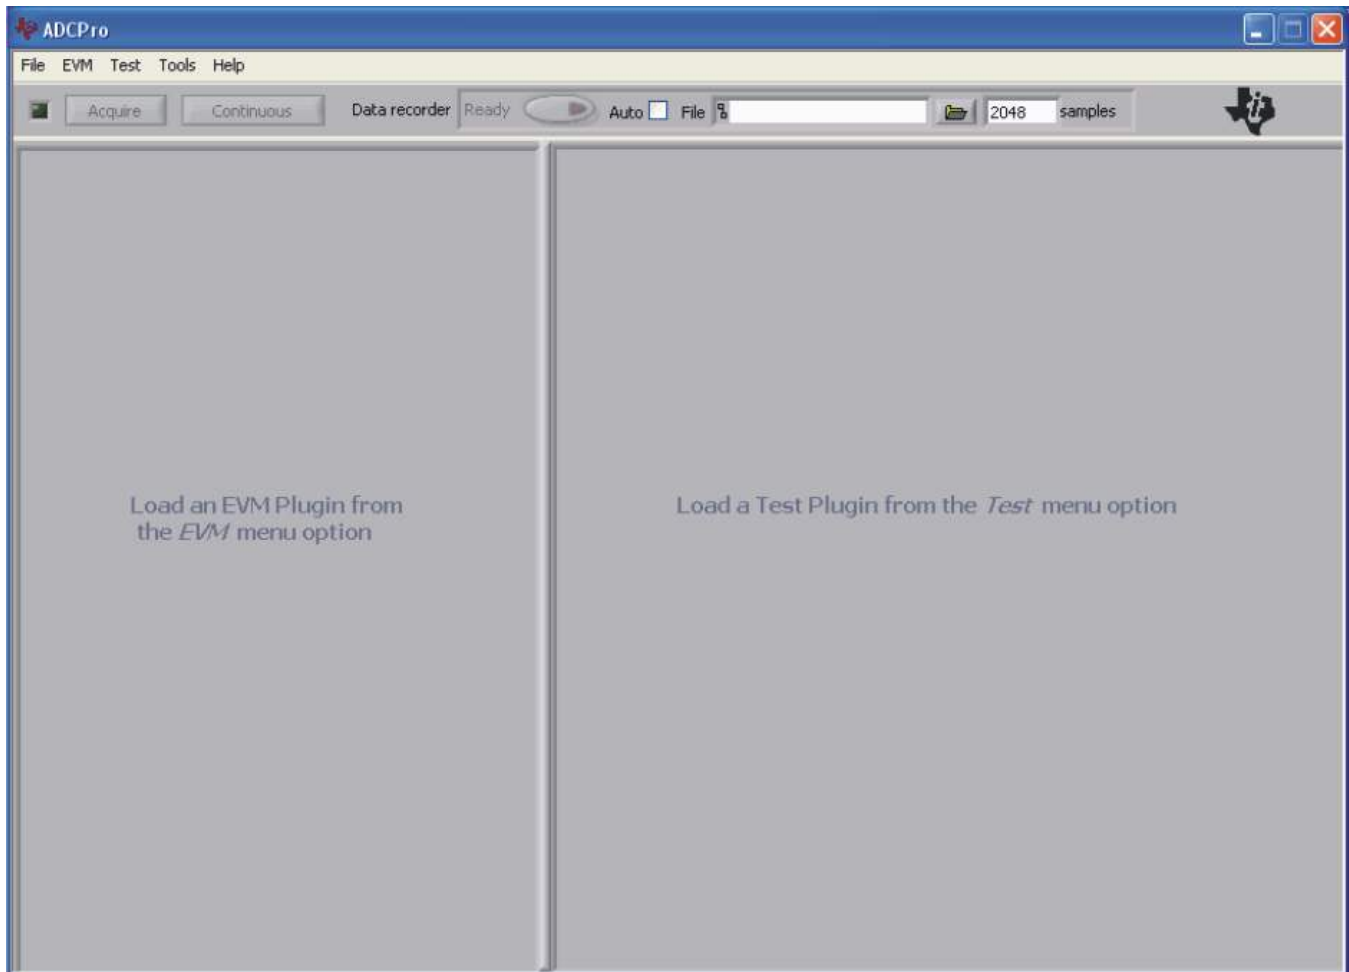 ADCPro
File EVM Test Tools Help
Acquire Continuous Data recorder Ready Auto File 2048 samples
Load an EVM Plugin from
the EVM menu option
Load a Test Plugin from the Test menu option